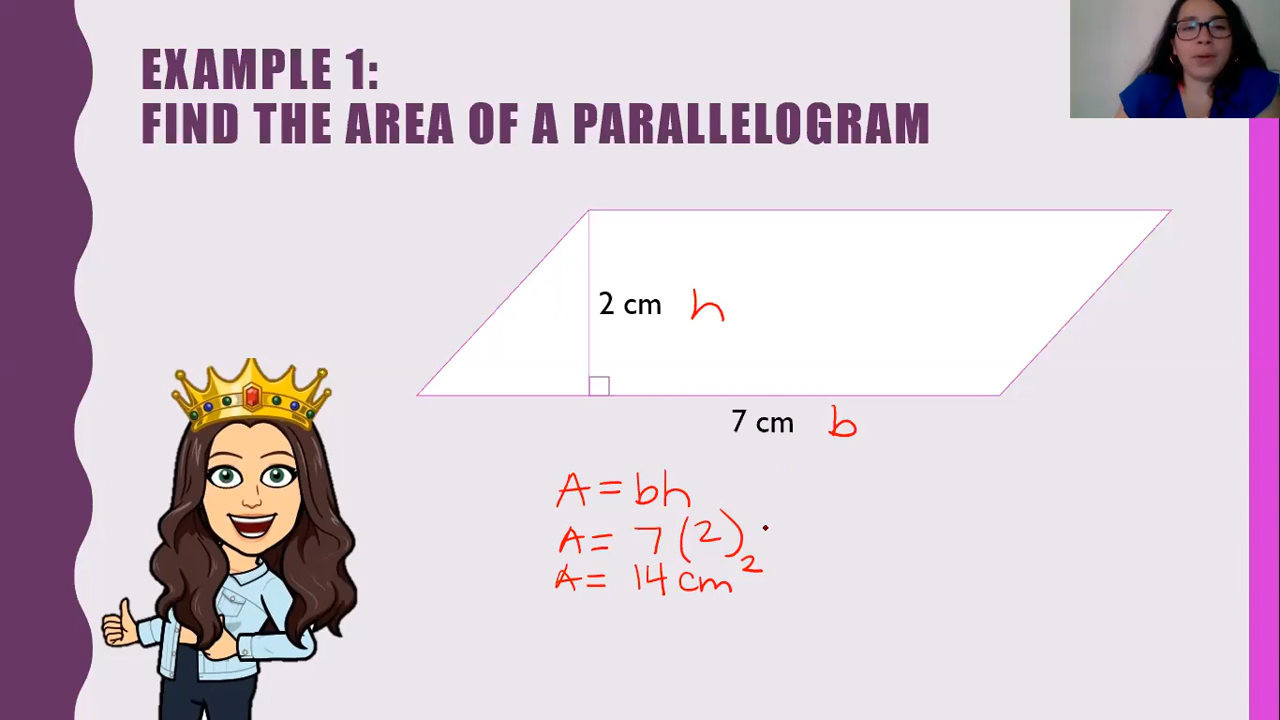 EXAMPLE 1:
FIND THE AREA OF A PARALLELOGRAM
2 cm h
7 cm b
A = bh
A = 7 (2)
A = 14 cm²